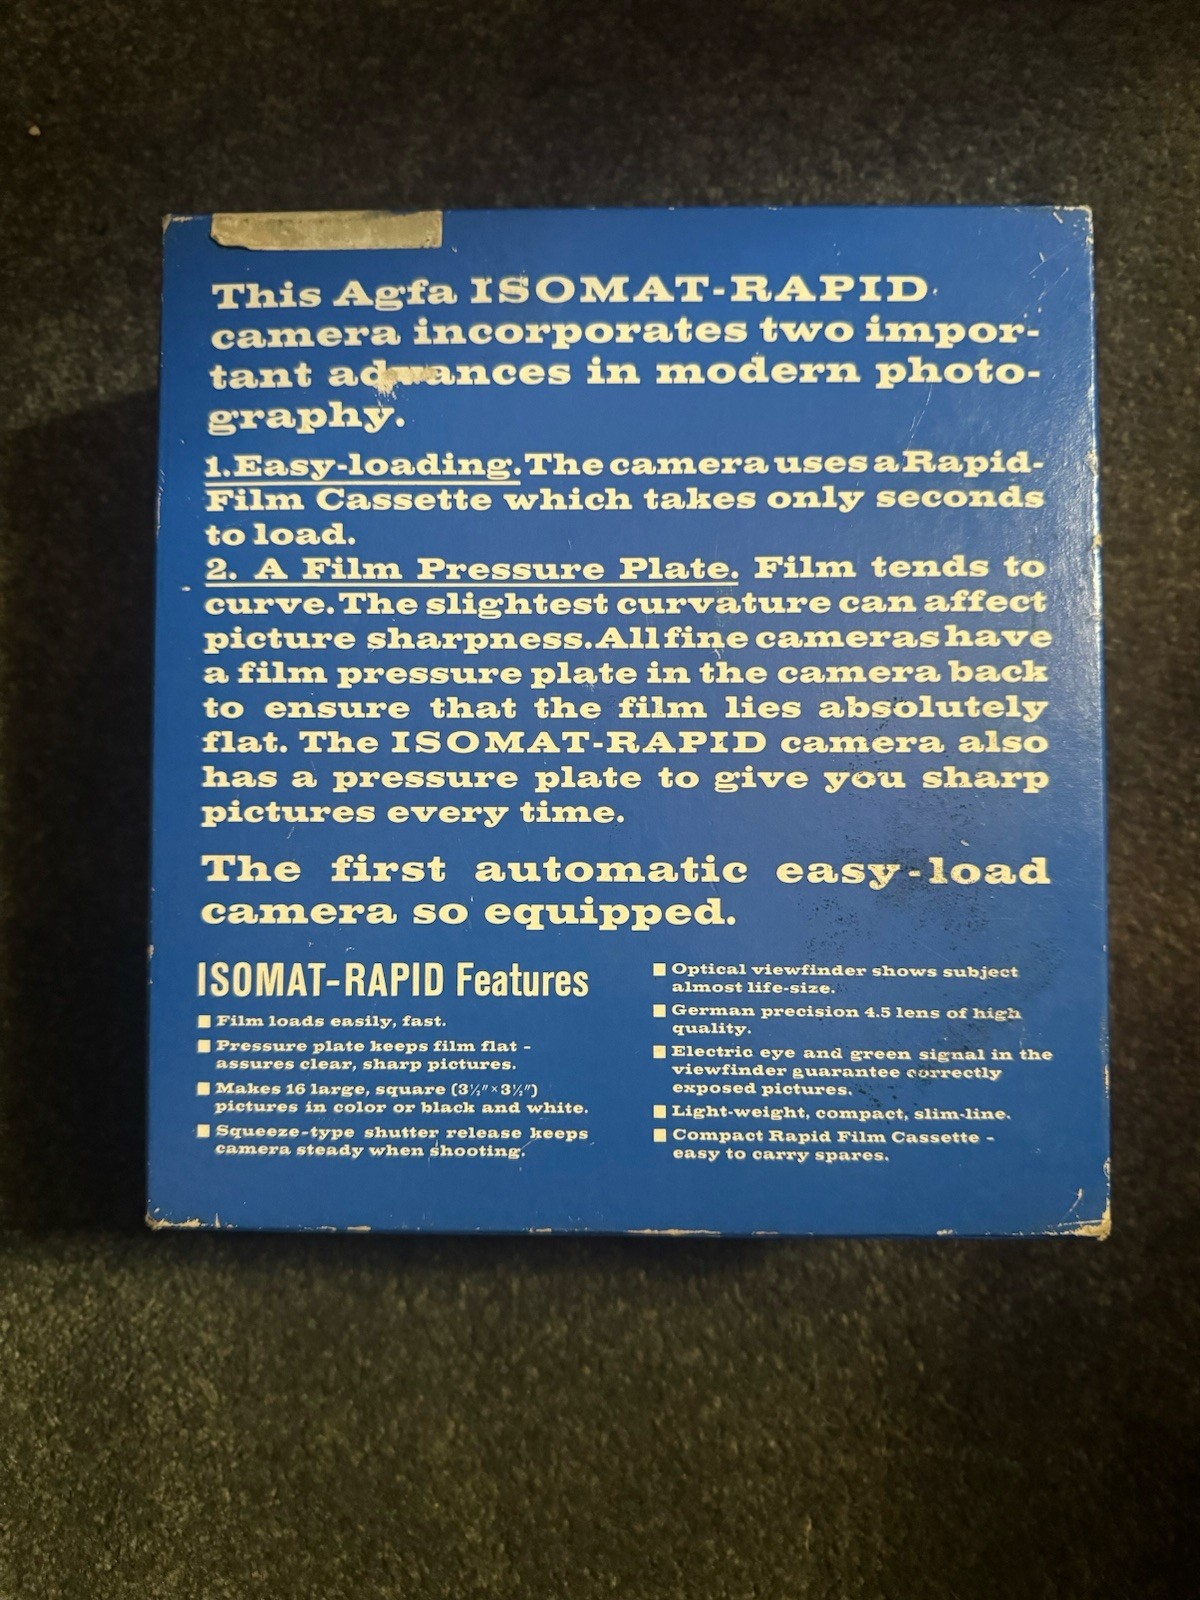 This Agfa ISOMAT-RAPID
camera incorporates two impor-
tant advances in modern photo-
graphy.
1. Easy-loading. The camera uses a Rapid-
Film Cassette which takes only seconds
to load.
2. A Film Pressure Plate. Film tends to
curve. The slightest curvature can affect
picture sharpness. All fine cameras have
a film pressure plate in the camera back
to ensure that the film lies absolutely
flat. The ISOMAT-RAPID camera also
has a pressure plate to give you sharp
pictures every time.
The first automatic easy-load
camera so equipped.
ISOMAT-RAPID Features
■ Film loads easily, fast.
■ Pressure plate keeps film flat -
assures clear, sharp pictures.
■ Makes 16 large, square (3½"×3½")
pictures in color or black and white.
■ Squeeze-type shutter release keeps
camera steady when shooting.
■ Optical viewfinder shows subject
almost life-size.
■ German precision 4.5 lens of high
quality.
■ Electric eye and green signal in the
viewfinder guarantee correctly
exposed pictures.
■ Light-weight, compact, slim-line.
■ Compact Rapid Film Cassette -
easy to carry spares.